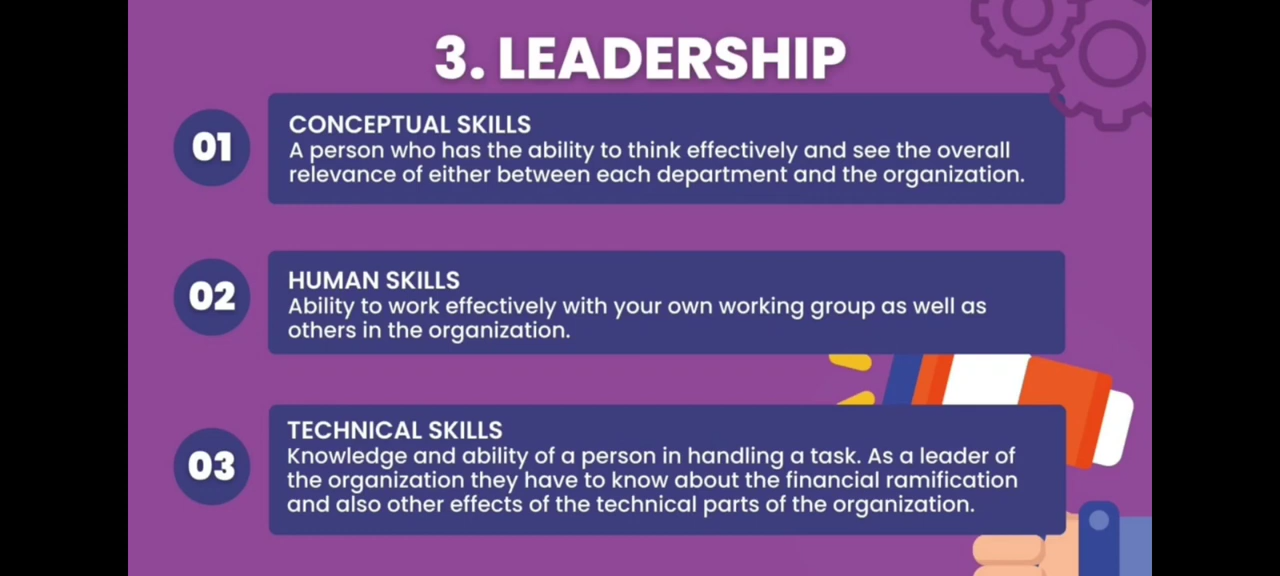 3. LEADERSHIP
01
CONCEPTUAL SKILLS
A person who has the ability to think effectively and see the overall
relevance of either between each department and the organization.
02
HUMAN SKILLS
Ability to work effectively with your own working group as well as
others in the organization.
03
TECHNICAL SKILLS
Knowledge and ability of a person in handling a task. As a leader of
the organization they have to know about the financial ramification
and also other effects of the technical parts of the organization.